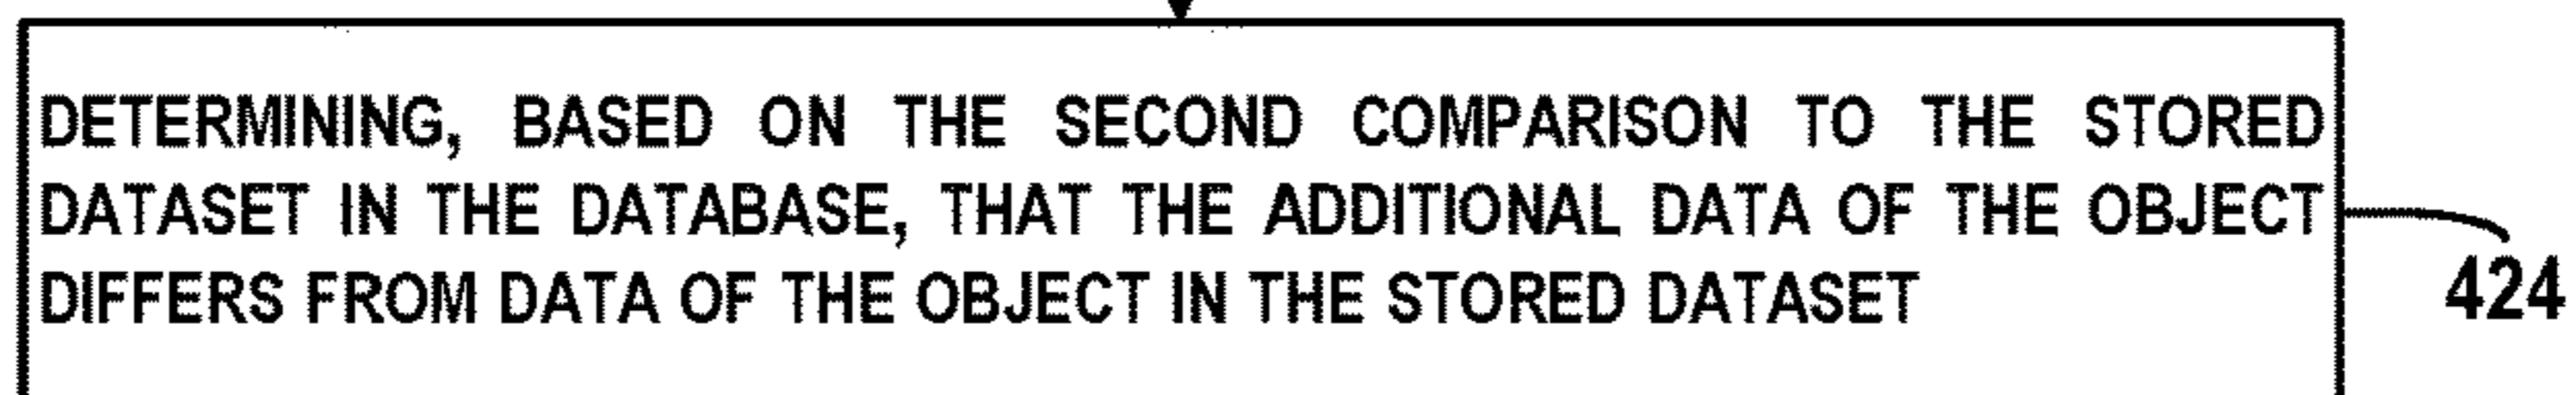 DETERMINING, BASED ON THE SECOND COMPARISON TO THE STORED
DATASET IN THE DATABASE, THAT THE ADDITIONAL DATA OF THE OBJECT
DIFFERS FROM DATA OF THE OBJECT IN THE STORED DATASET
424